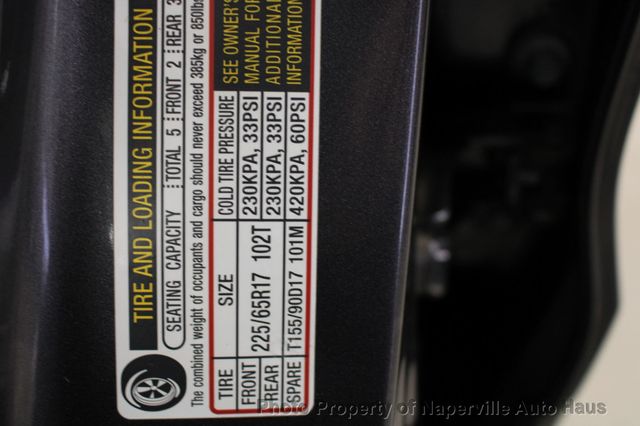 TIRE AND LOADING INFORMATION
SEATING CAPACITY TOTAL 5 FRONT 2 REAR 3
The combined weight of occupants and cargo should never exceed 385kg or 850lbs
TIRE SIZE COLD TIRE PRESSURE
FRONT 225/65R17 102T 230KPA, 33PSI
REAR 230KPA, 33PSI
SPARE T155/90D17 101M 420KPA, 60PSI
SEE OWNER'S
MANUAL FOR
ADDITIONAL
INFORMATION
Photo Property of Naperville Auto Haus